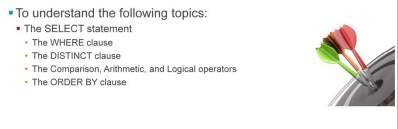 To understand the following topics:
The SELECT statement
The WHERE clause
The DISTINCT clause
The Comparison, Arithmetic, and Logical operators
The ORDER BY clause